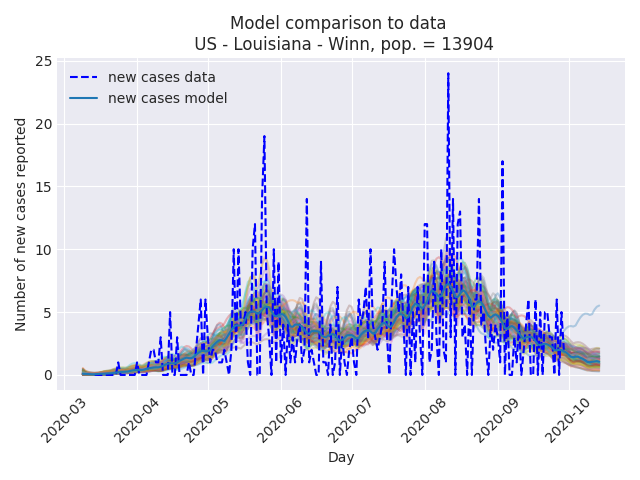 Model comparison to data
US - Louisiana - Winn, pop. = 13904
new cases data
new cases model
Number of new cases reported
25
20
15
10
5
0
2020-03
2020-04
2020-05
2020-06
2020-07
2020-08
2020-09
2020-10
Day